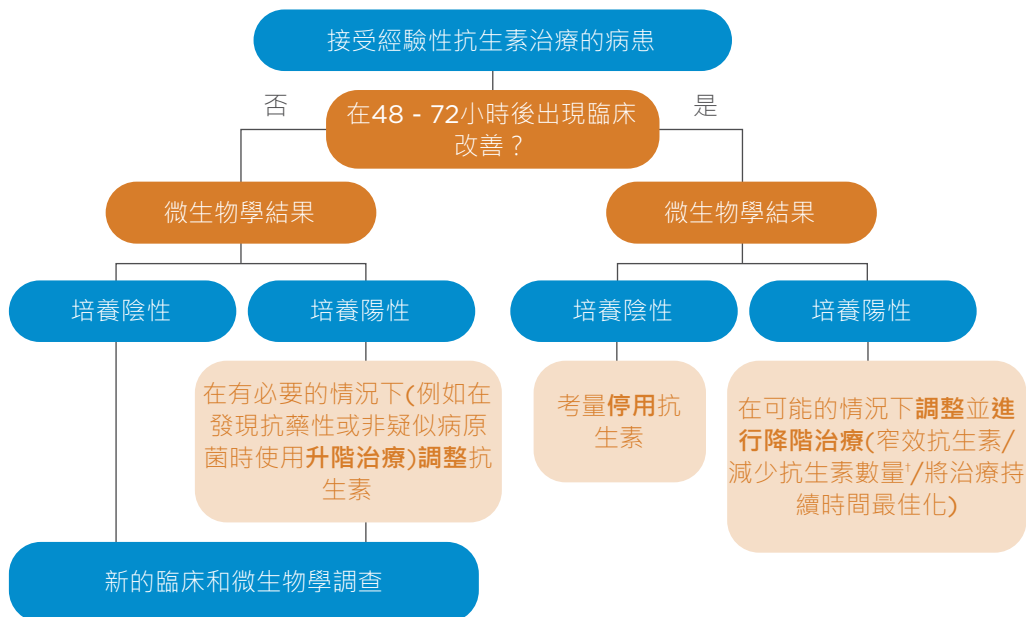 接受經驗性抗生素治療的病患
否
在48 - 72小時後出現臨床
改善？
是
微生物學結果
微生物學結果
培養陰性
培養陽性
培養陰性
培養陽性
在有必要的情況下(例如在
發現抗藥性或非疑似病原
菌時使用升階治療)調整抗
生素
考量停用抗
生素
在可能的情況下調整並進
行降階治療(窄效抗生素/
減少抗生素數量†/將治療持
續時間最佳化)
新的臨床和微生物學調查